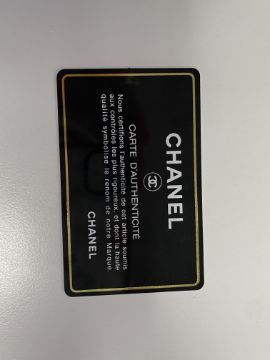 CHANEL
CARTE D'AUTHENTICITÉ
Nous certifions l'authenticité de cet article soumis
aux contrôles les plus rigoureux, et dont la haute
qualité symbolise le renom de notre Marque.
CHANEL